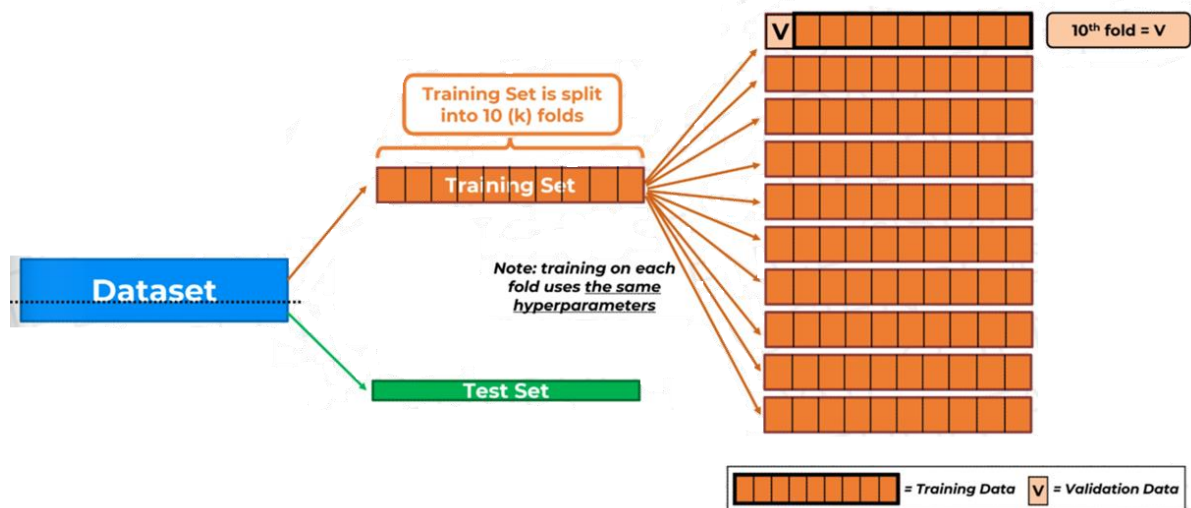 V
10th fold = V
Training Set is split
into 10 (k) folds
Training Set
Note: training on each
fold uses the same
hyperparameters
Dataset
Test Set
= Training Data
V
= Validation Data